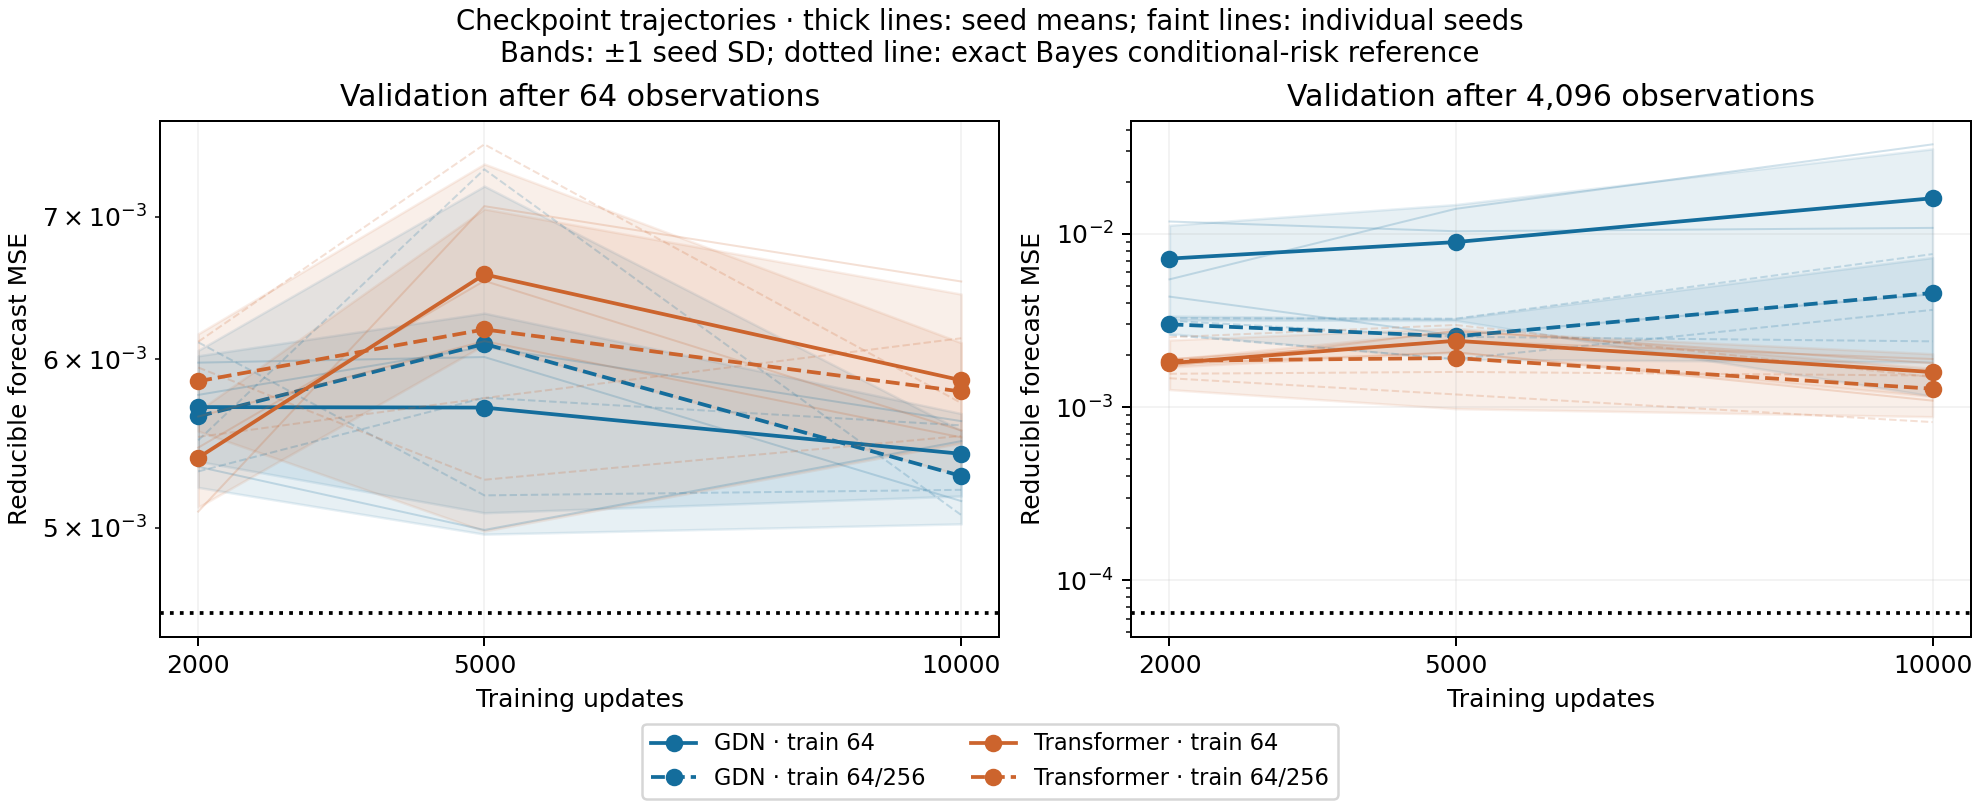 Checkpoint trajectories · thick lines: seed means; faint lines: individual seeds
Bands: ±1 seed SD; dotted line: exact Bayes conditional-risk reference
Validation after 64 observations
Reducible forecast MSE
7 × 10⁻³
6 × 10⁻³
5 × 10⁻³
2000 5000 10000
Training updates
Validation after 4,096 observations
Reducible forecast MSE
10⁻²
10⁻³
10⁻⁴
2000 5000 10000
Training updates
GDN · train 64
GDN · train 64/256
Transformer · train 64
Transformer · train 64/256